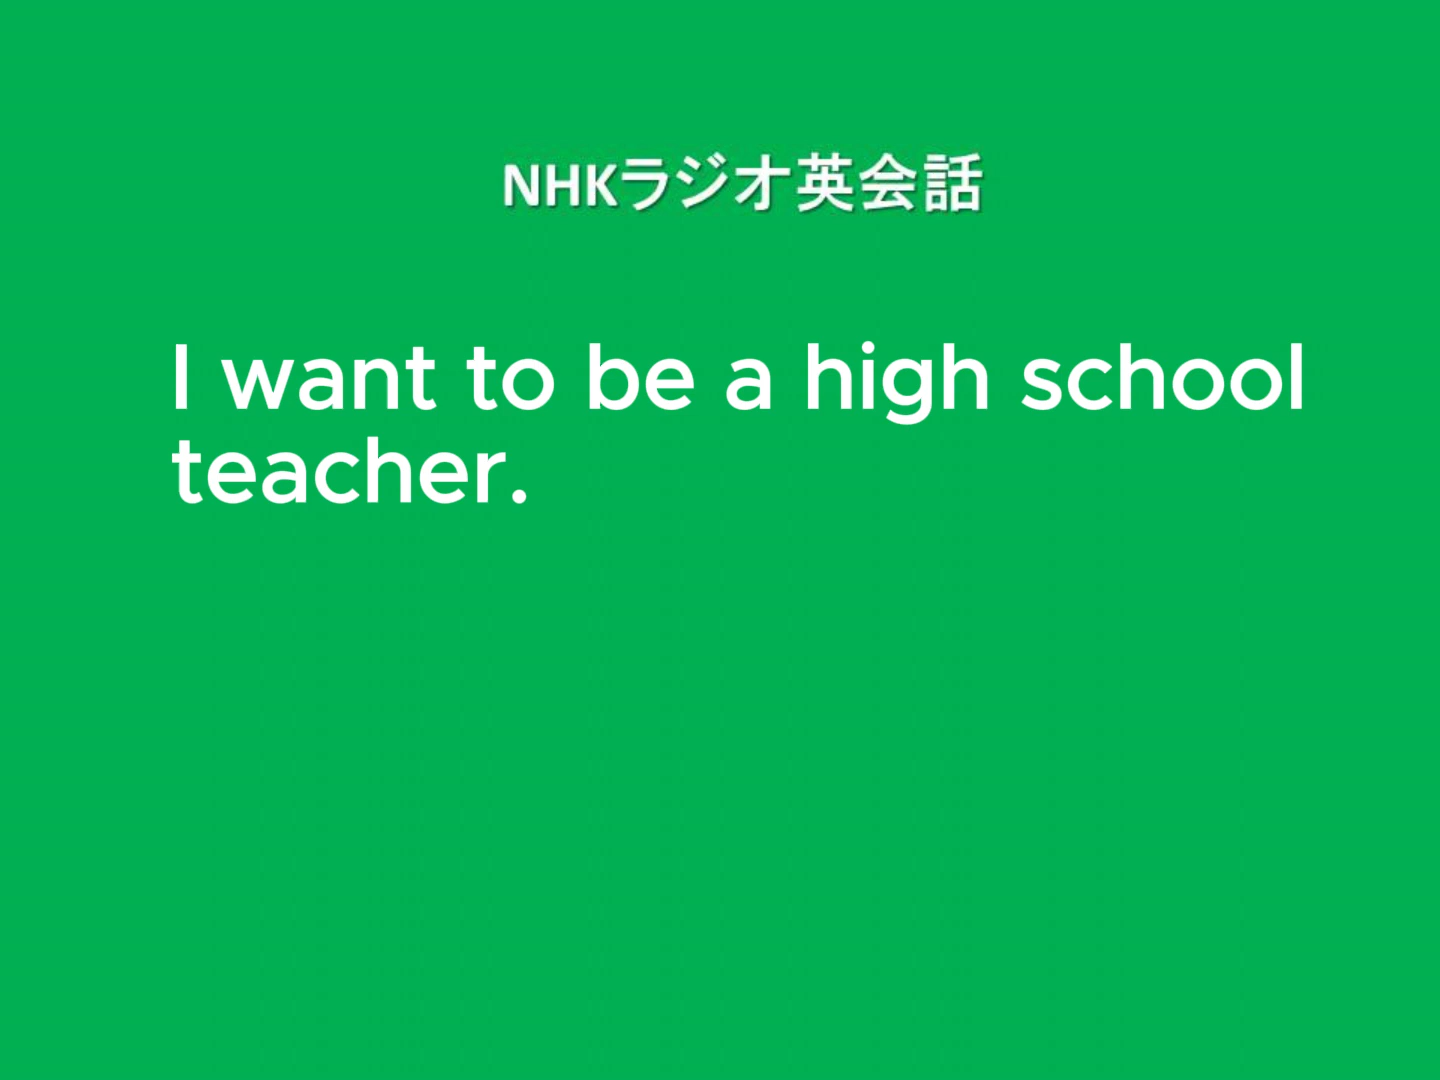 NHKラジオ英会話
I want to be a high school
teacher.